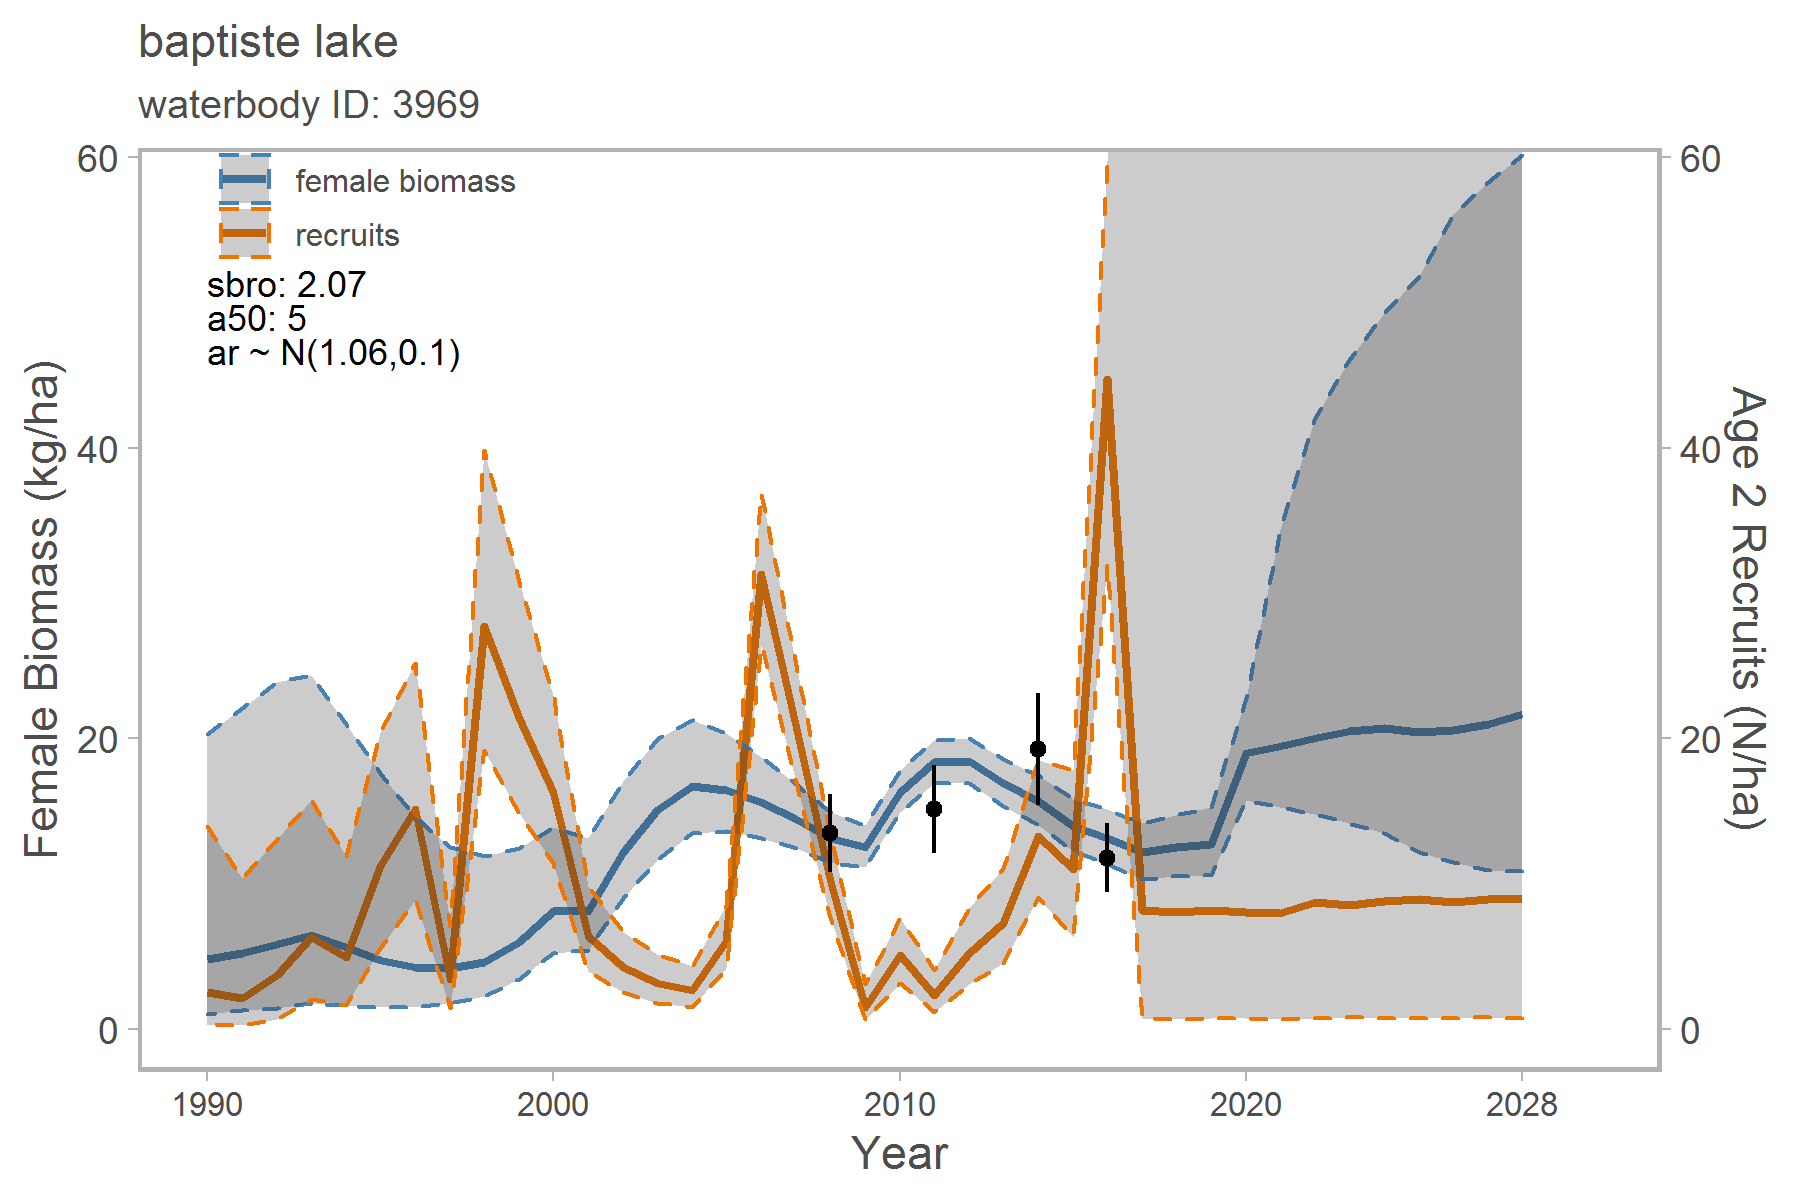 baptiste lake
waterbody ID: 3969
female biomass
recruits
sbro: 2.07
a50: 5
ar ~ N(1.06,0.1)
Female Biomass (kg/ha)
60
40
20
0
60
40
20
0
Age 2 Recruits (N/ha)
1990
2000
2010
2020
2028
Year